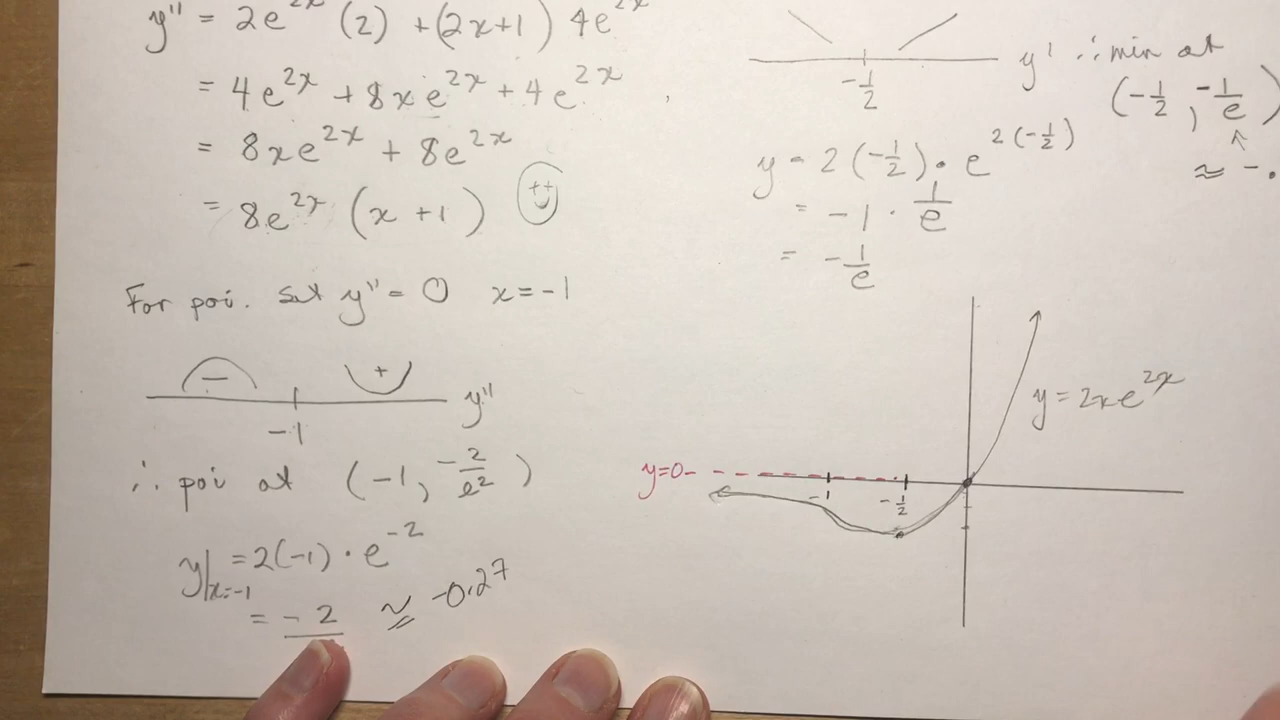 y'' = 2e^{2x} (2) + (2x+1) 4e^{2x}
= 4e^{2x} + 8xe^{2x} + 4e^{2x}
= 8xe^{2x} + 8e^{2x}
= 8e^{2x} (x+1)
For poi. set y'' = 0 x = -1
- +
-1 y''
∴ poi at (-1, -2/e^2)
y|_{x=-1} = 2(-1) · e^{-2}
= -2 ≈ -0.27
-1/2 y' ∴ min at
(-1/2, -1/e)
≈ -.
y = 2(-1/2) · e^{2(-1/2)}
= -1 · 1/e
= -1/e
y = 2xe^{2x}
y=0
-1 -1/2